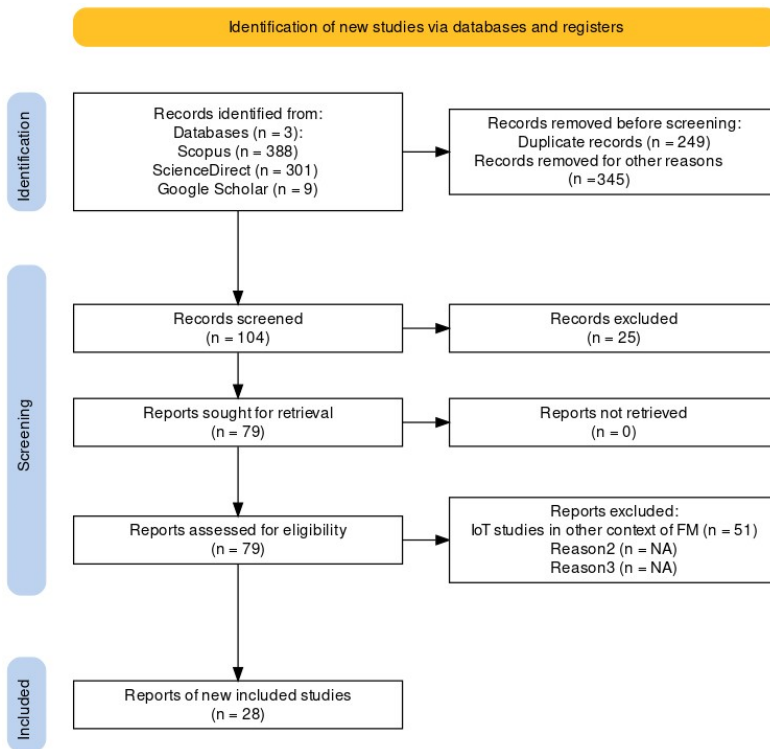 Identification of new studies via databases and registers
Identification
Records identified from:
Databases (n = 3):
Scopus (n = 388)
ScienceDirect (n = 301)
Google Scholar (n = 9)
Records removed before screening:
Duplicate records (n = 249)
Records removed for other reasons
(n =345)
Screening
Records screened
(n = 104)
Records excluded
(n = 25)
Reports sought for retrieval
(n = 79)
Reports not retrieved
(n = 0)
Reports assessed for eligibility
(n = 79)
Reports excluded:
IoT studies in other context of FM (n = 51)
Reason2 (n = NA)
Reason3 (n = NA)
Included
Reports of new included studies
(n = 28)